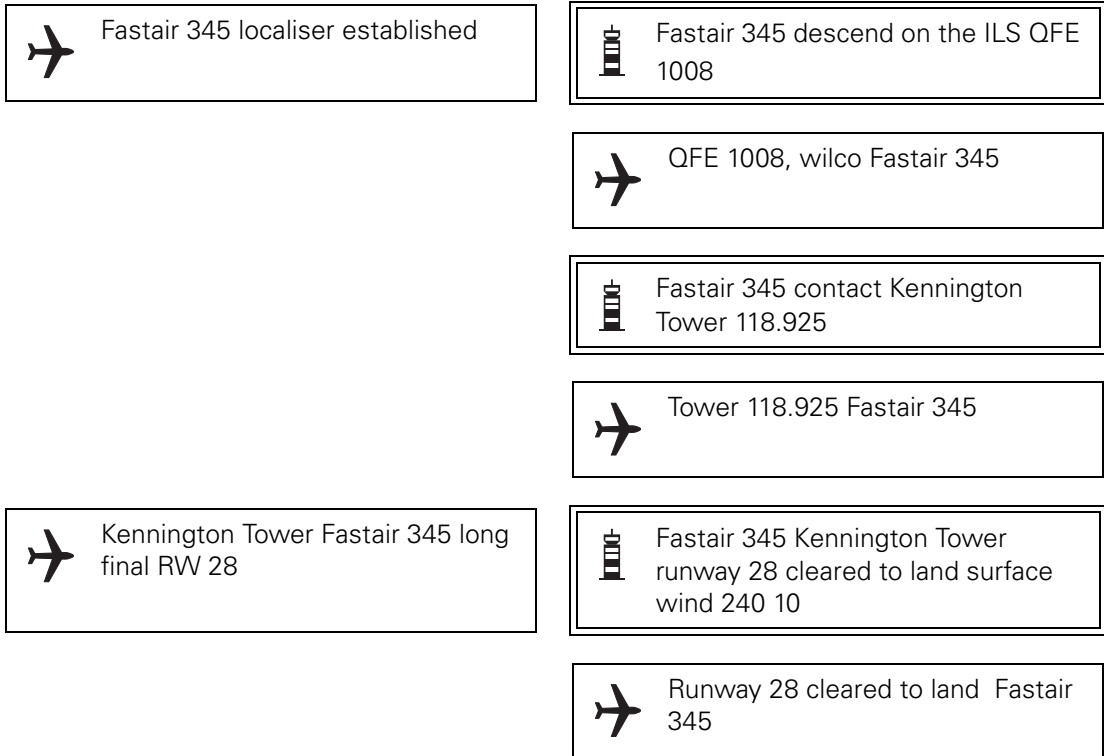 Fastair 345 localiser established
Fastair 345 descend on the ILS QFE
1008
QFE 1008, wilco Fastair 345
Fastair 345 contact Kennington
Tower 118.925
Tower 118.925 Fastair 345
Kennington Tower Fastair 345 long
final RW 28
Fastair 345 Kennington Tower
runway 28 cleared to land surface
wind 240 10
Runway 28 cleared to land  Fastair
345